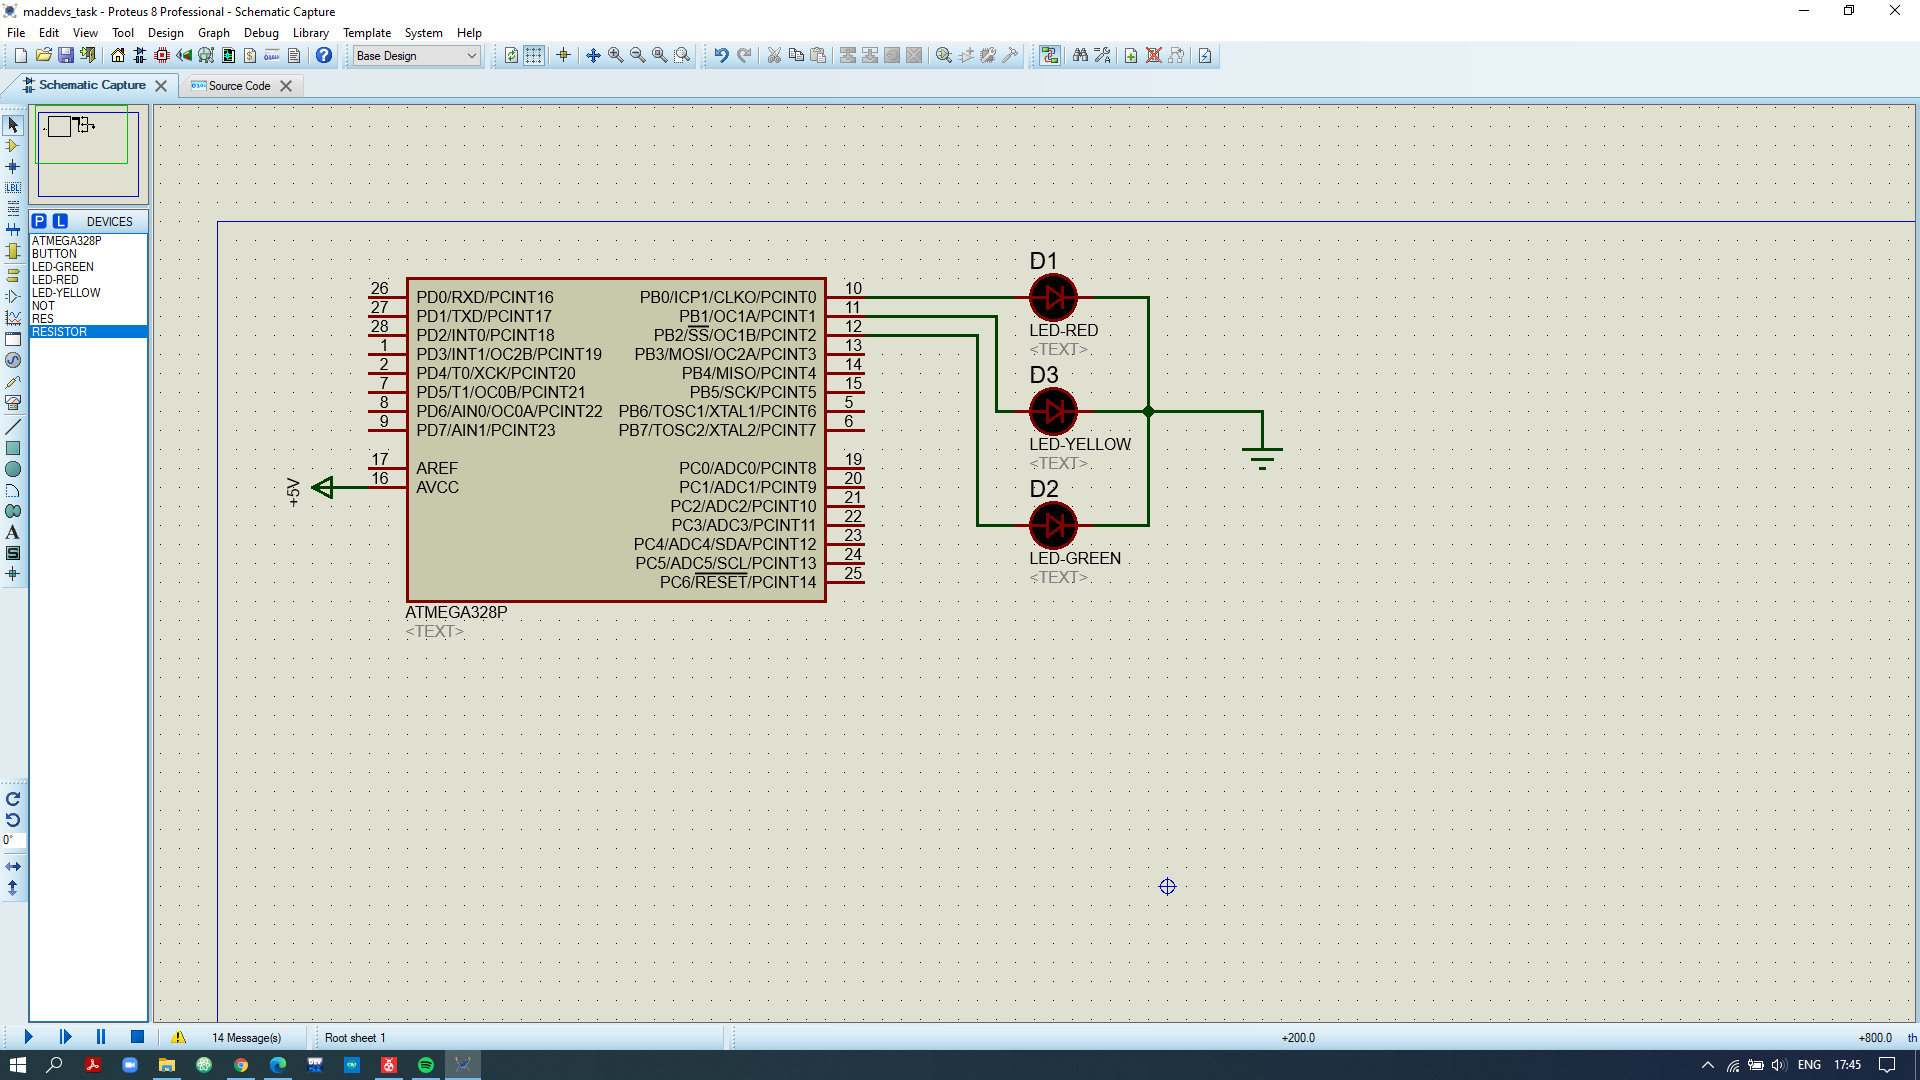 maddevs_task - Proteus 8 Professional - Schematic Capture
File Edit View Tool Design Graph Debug Library Template System Help
Base Design
Schematic Capture
Source Code
P L DEVICES
ATMEGA328P
BUTTON
LED-GREEN
LED-RED
LED-YELLOW
NOT
RES
RESISTOR
LBL
A
S
0°
26 PD0/RXD/PCINT16
27 PD1/TXD/PCINT17
28 PD2/INT0/PCINT18
1 PD3/INT1/OC2B/PCINT19
2 PD4/T0/XCK/PCINT20
7 PD5/T1/OC0B/PCINT21
8 PD6/AIN0/OC0A/PCINT22
9 PD7/AIN1/PCINT23
17 AREF
16 AVCC
+5V
PB0/ICP1/CLKO/PCINT0 10
PB1/OC1A/PCINT1 11
PB2/SS/OC1B/PCINT2 12
PB3/MOSI/OC2A/PCINT3 13
PB4/MISO/PCINT4 14
PB5/SCK/PCINT5 15
PB6/TOSC1/XTAL1/PCINT6 5
PB7/TOSC2/XTAL2/PCINT7 6
PC0/ADC0/PCINT8 19
PC1/ADC1/PCINT9 20
PC2/ADC2/PCINT10 21
PC3/ADC3/PCINT11 22
PC4/ADC4/SDA/PCINT12 23
PC5/ADC5/SCL/PCINT13 24
PC6/RESET/PCINT14 25
ATMEGA328P
<TEXT>
D1
LED-RED
<TEXT>
D3
LED-YELLOW
<TEXT>
D2
LED-GREEN
<TEXT>
14 Message(s)
Root sheet 1
+200.0
+800.0
th
ENG
17:45